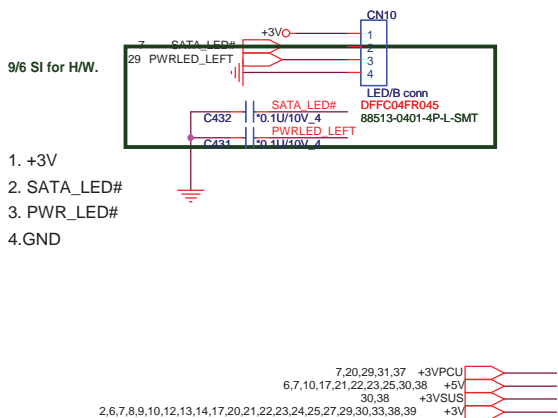 CN10
+3V
1
7 SATA_LED#
2
9/6 SI for H/W.
29 PWRLED_LEFT
3
4
LED/B conn
SATA_LED#
DFFC04FR045
C432
*0.1U/10V_4
88513-0401-4P-L-SMT
PWRLED_LEFT
C431
*0.1U/10V_4
1. +3V
2. SATA_LED#
3. PWR_LED#
4.GND
7,20,29,31,37 +3VPCU
6,7,10,17,21,22,23,25,30,38 +5V
30,38 +3VSUS
2,6,7,8,9,10,12,13,14,17,20,21,22,23,24,25,27,29,30,33,38,39 +3V